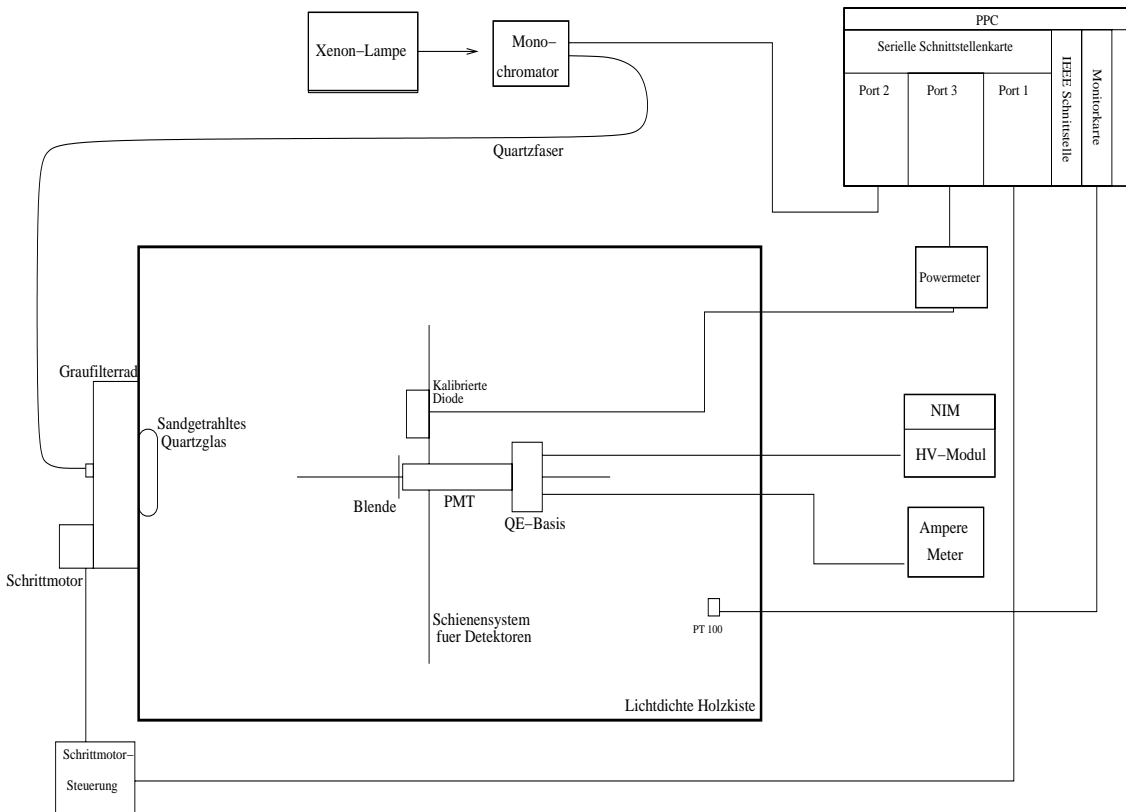 PPC
Xenon−Lampe
Mono−
chromator
Serielle Schnittstellenkarte
Port 2
Port 3
Port 1
IEEE Schnittstelle
Monitorkarte
Quartzfaser
Powermeter
Graufilterrad
Kalibrierte
Diode
Sandgetrahltes
Quartzglas
NIM
HV−Modul
Blende
PMT
QE−Basis
Ampere
Meter
Schrittmotor
Schienensystem
fuer Detektoren
PT 100
Lichtdichte Holzkiste
Schrittmotor−
Steuerung